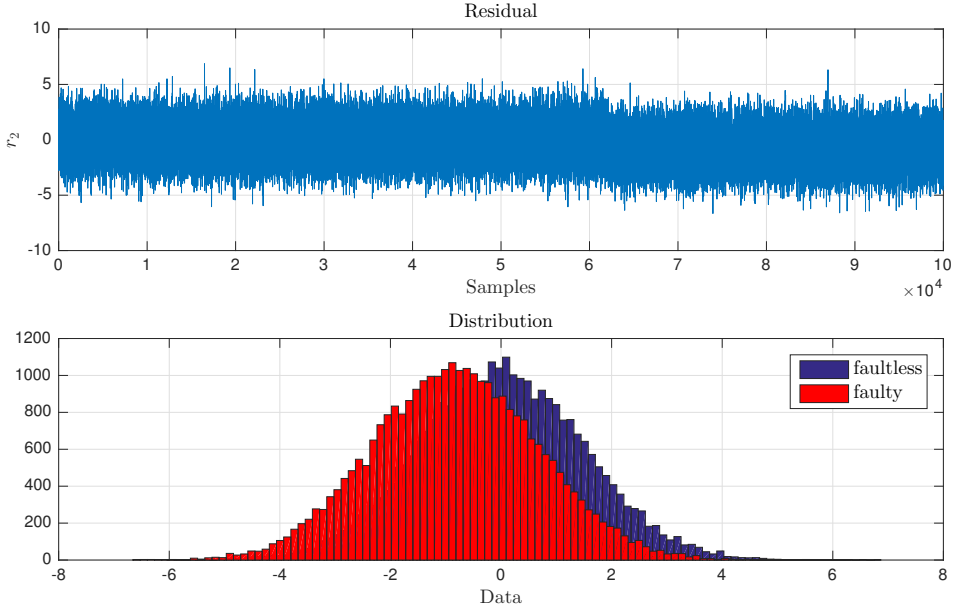 Residual
10
5
0
-5
-10
r2
0 1 2 3 4 5 6 7 8 9 10
Samples
×10^4
Distribution
1200
1000
800
600
400
200
0
faultless
faulty
-8 -6 -4 -2 0 2 4 6 8
Data